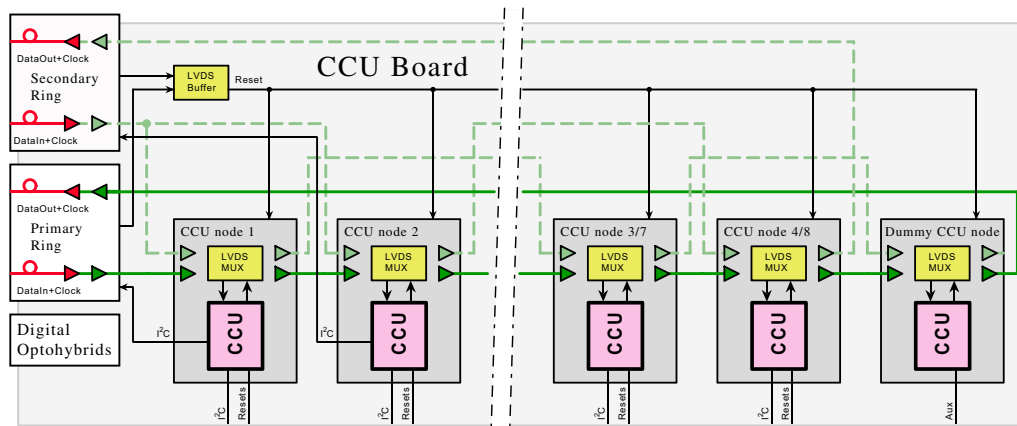 DataOut+Clock
Secondary
Ring
DataIn+Clock
LVDS
Buffer
Reset
CCU Board
DataOut+Clock
Primary
Ring
DataIn+Clock
Digital
Optohybrids
I²C
I²C
CCU node 1
LVDS
MUX
CCU
I²C
Resets
CCU node 2
LVDS
MUX
CCU
I²C
Resets
CCU node 3/7
LVDS
MUX
CCU
I²C
Resets
CCU node 4/8
LVDS
MUX
CCU
I²C
Resets
Dummy CCU node
LVDS
MUX
CCU
Aux